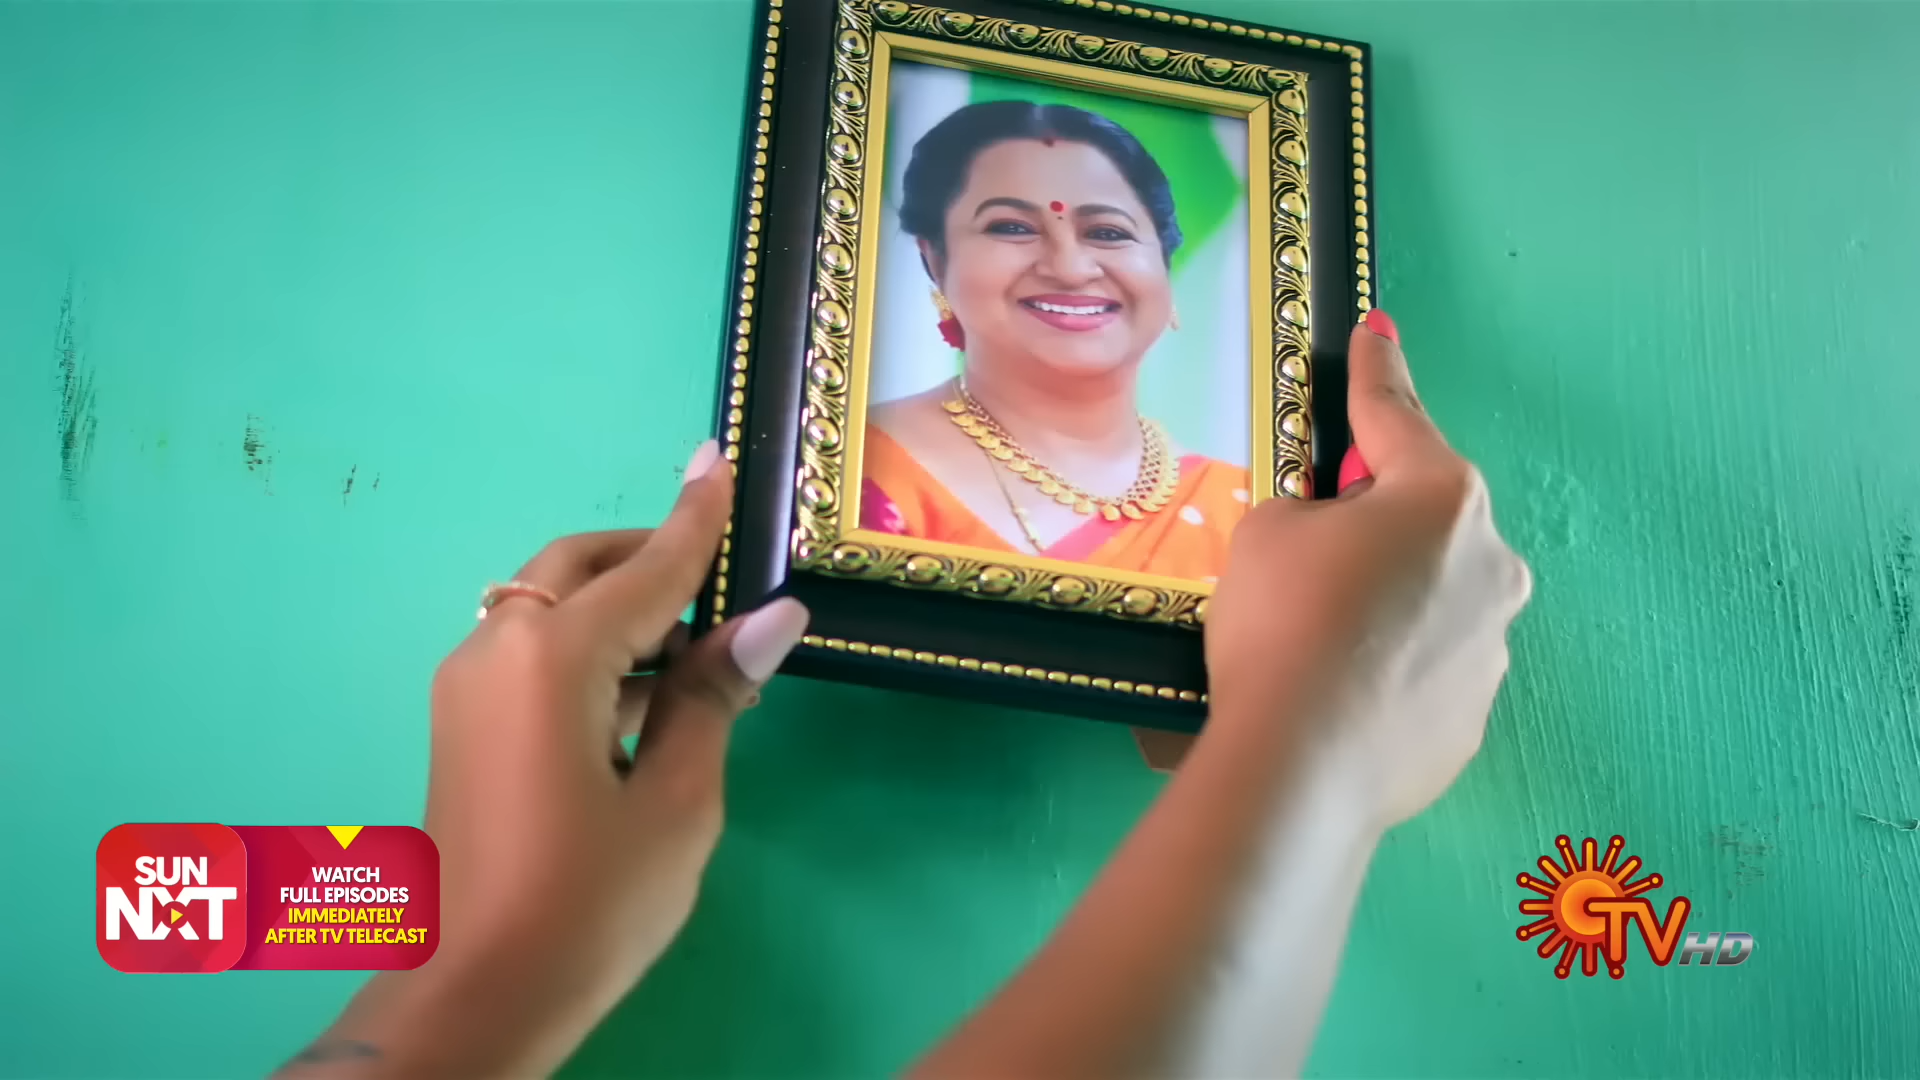 SUN
NXT
WATCH
FULL EPISODES
IMMEDIATELY
AFTER TV TELECAST
TV HD